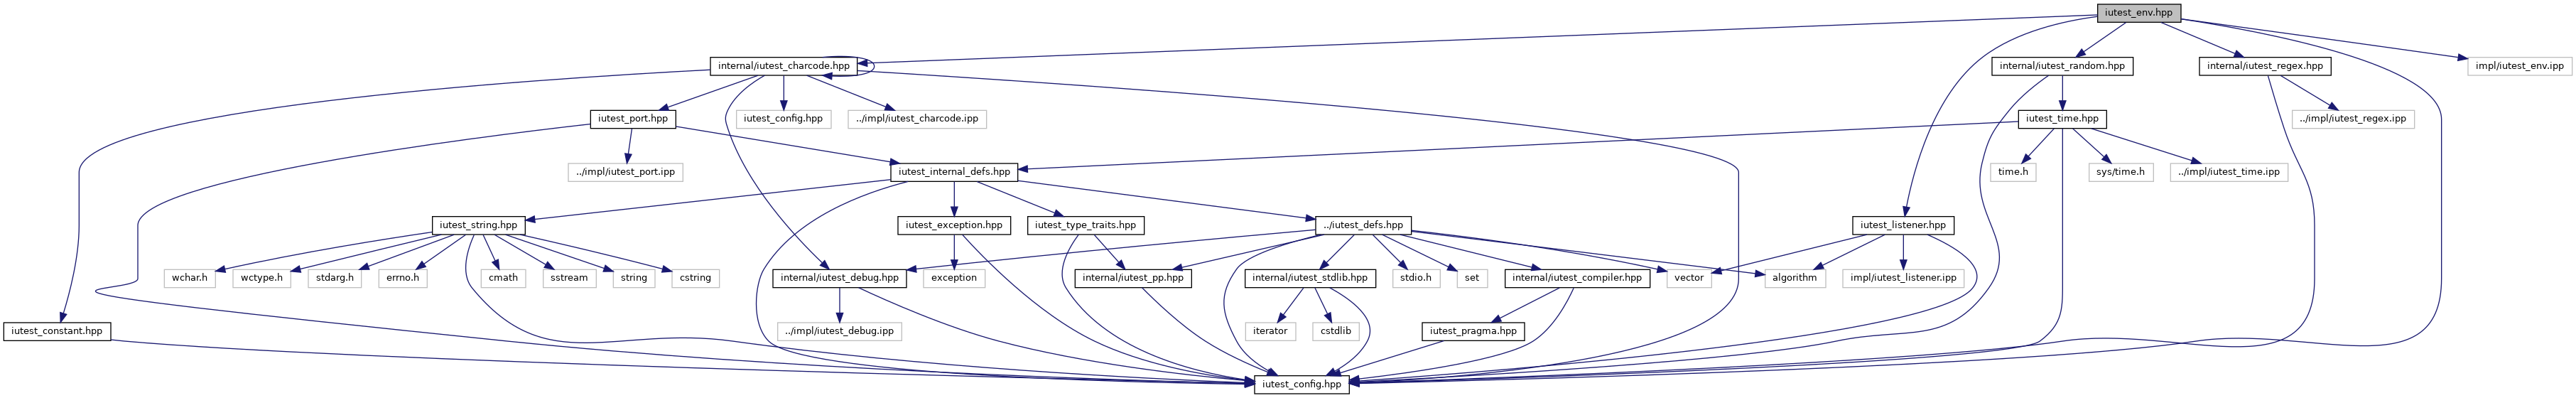 iutest_env.hpp
internal/iutest_charcode.hpp
internal/iutest_random.hpp
internal/iutest_regex.hpp
impl/iutest_env.ipp
iutest_port.hpp
iutest_config.hpp
../impl/iutest_charcode.ipp
iutest_time.hpp
../impl/iutest_regex.ipp
../impl/iutest_port.ipp
iutest_internal_defs.hpp
time.h
sys/time.h
../impl/iutest_time.ipp
iutest_string.hpp
iutest_exception.hpp
iutest_type_traits.hpp
../iutest_defs.hpp
iutest_listener.hpp
wchar.h
wctype.h
stdarg.h
errno.h
cmath
sstream
string
cstring
internal/iutest_debug.hpp
exception
internal/iutest_pp.hpp
internal/iutest_stdlib.hpp
stdio.h
set
internal/iutest_compiler.hpp
vector
algorithm
impl/iutest_listener.ipp
iutest_constant.hpp
../impl/iutest_debug.ipp
iterator
cstdlib
iutest_pragma.hpp
iutest_config.hpp